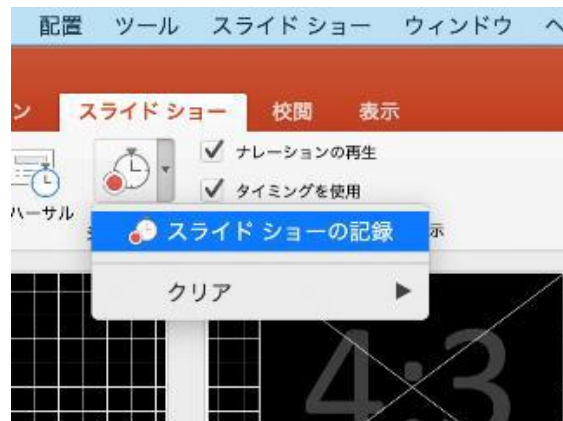 配置 ツール スライド ショー ウィンドウ ヘ
ン スライド ショー 校閲 表示
ナレーションの再生
タイミングを使用
ハーサル
スライド ショーの記録
示
クリア
4:3